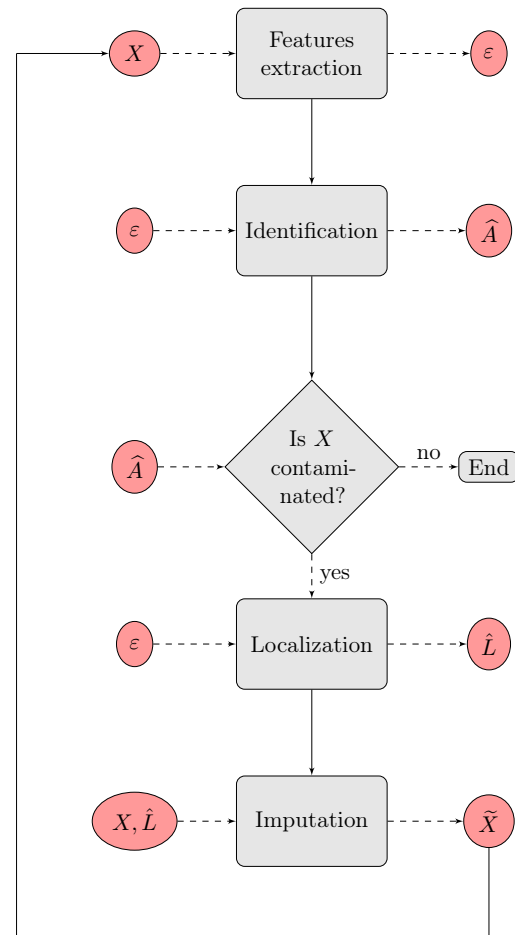 X
Features
extraction
ε
ε
Identification
Â
Â
Is X
contami-
nated?
no
End
yes
ε
Localization
L̂
X, L̂
Imputation
X̃